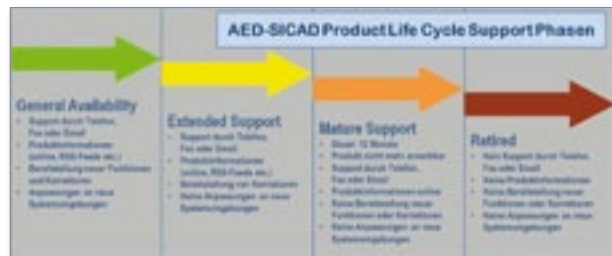 AED-SICAD Product Life Cycle Support Phasen
General Availability
• Support durch Telefon,
Fax oder Email
• Produktinformationen
(online, RSS-Feeds etc.)
• Bereitstellung neuer Funktionen
und Korrekturen
• Anpassungen an neue
Systemumgebungen
Extended Support
• Support durch Telefon,
Fax oder Email
• Produktinformationen
(online, RSS-Feeds etc.)
• Bereitstellung von Korrekturen
• Keine Anpassungen an neue
Systemumgebungen
Mature Support
• Dauer: 12 Monate
• Produkt nicht mehr erwerbbar
• Support durch Telefon,
Fax oder Email
• Produktinformationen online
• Keine Bereitstellung neuer
Funktionen oder Korrekturen
• Keine Anpassungen an neue
Systemumgebungen
Retired
• Kein Support durch Telefon,
Fax oder Email
• Keine Produktinformationen
• Keine Bereitstellung neuer
Funktionen oder Korrekturen
• Keine Anpassungen an neue
Systemumgebungen